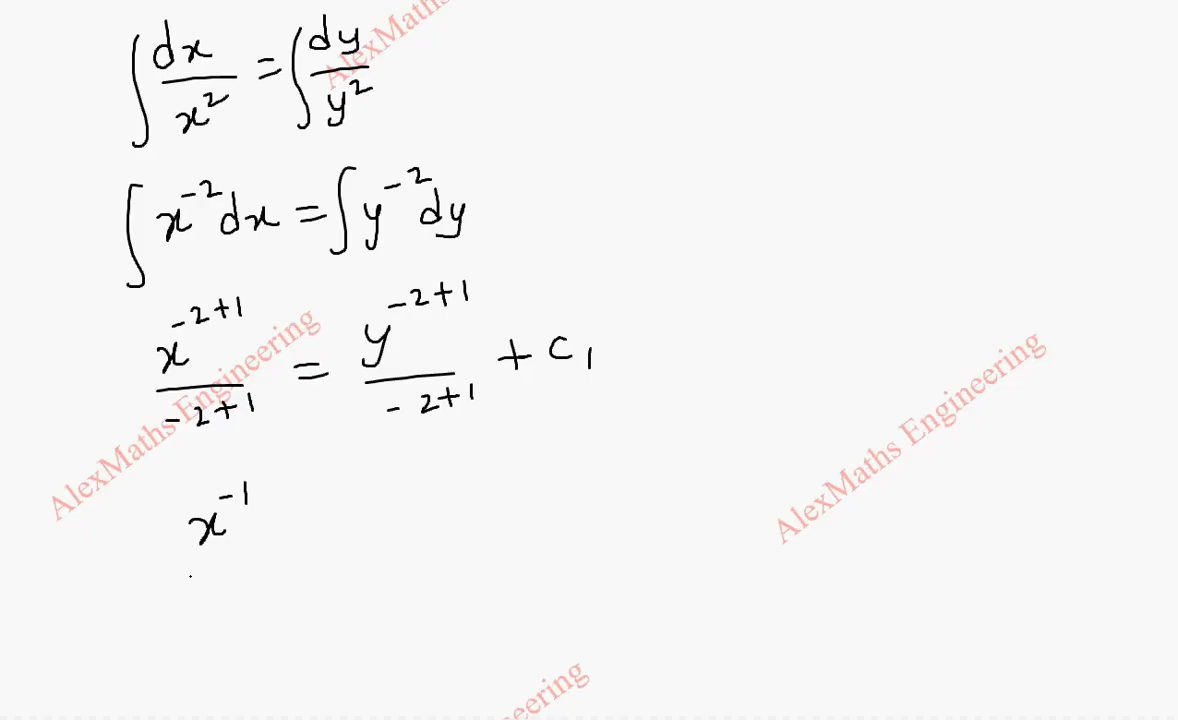 ∫ dx/x² = ∫ dy/y²
∫ x⁻² dx = ∫ y⁻² dy
x⁻²⁺¹/-2+1 = y⁻²⁺¹/-2+1 + c₁
x⁻¹
AlexMaths
AlexMaths Engineering
AlexMaths Engineering